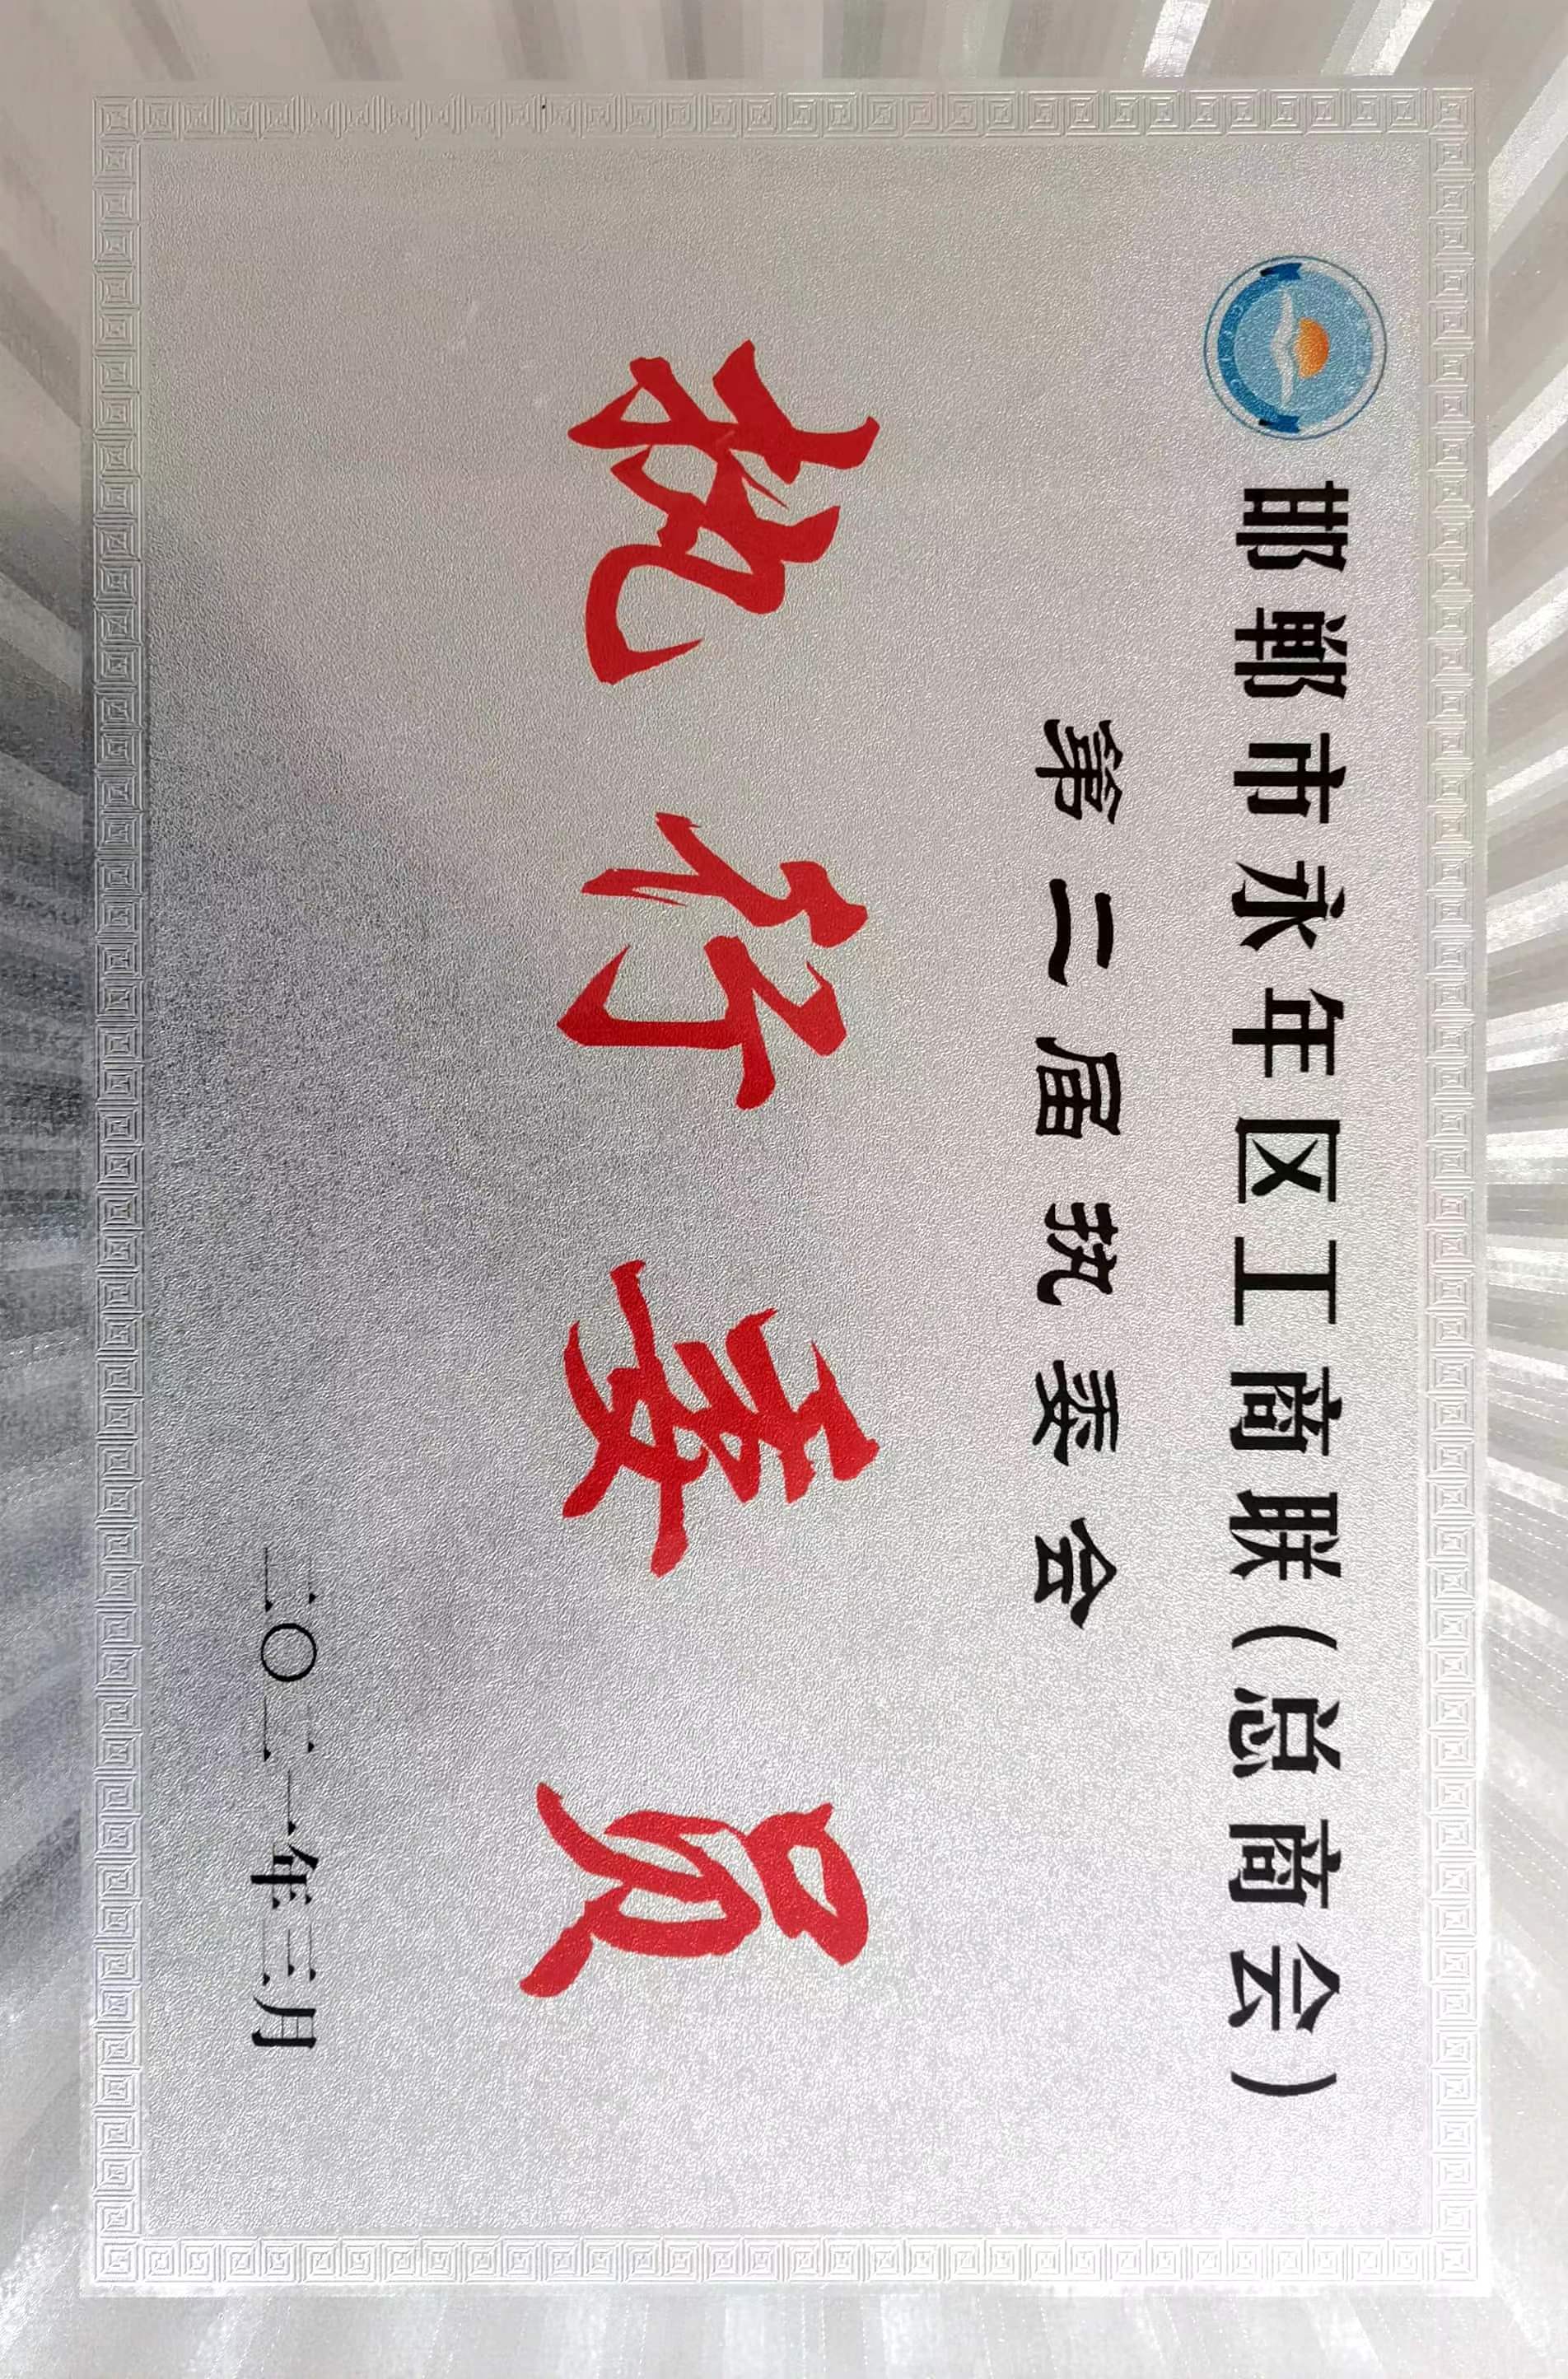 邯郸市永年区工商联(总商会)
第二届执委会
执行委员
二〇二一年三月